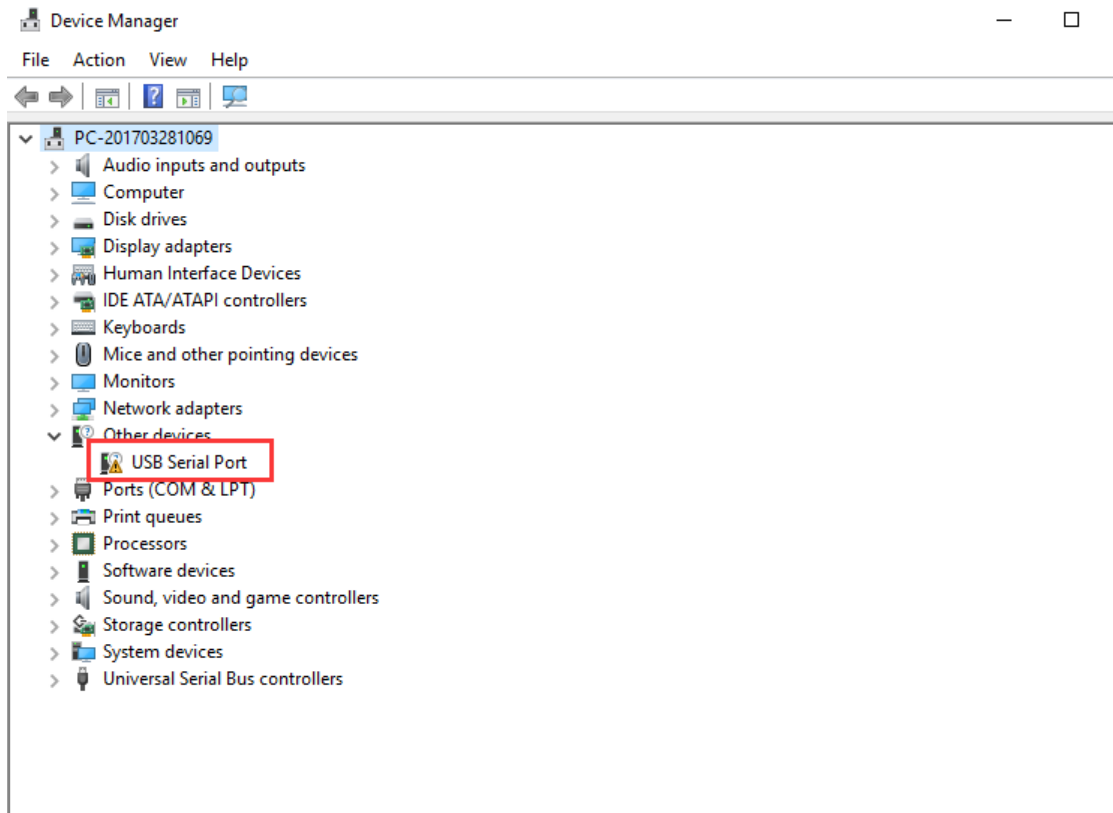 Device Manager
File Action View Help
PC-201703281069
Audio inputs and outputs
Computer
Disk drives
Display adapters
Human Interface Devices
IDE ATA/ATAPI controllers
Keyboards
Mice and other pointing devices
Monitors
Network adapters
Other devices
USB Serial Port
Ports (COM & LPT)
Print queues
Processors
Software devices
Sound, video and game controllers
Storage controllers
System devices
Universal Serial Bus controllers